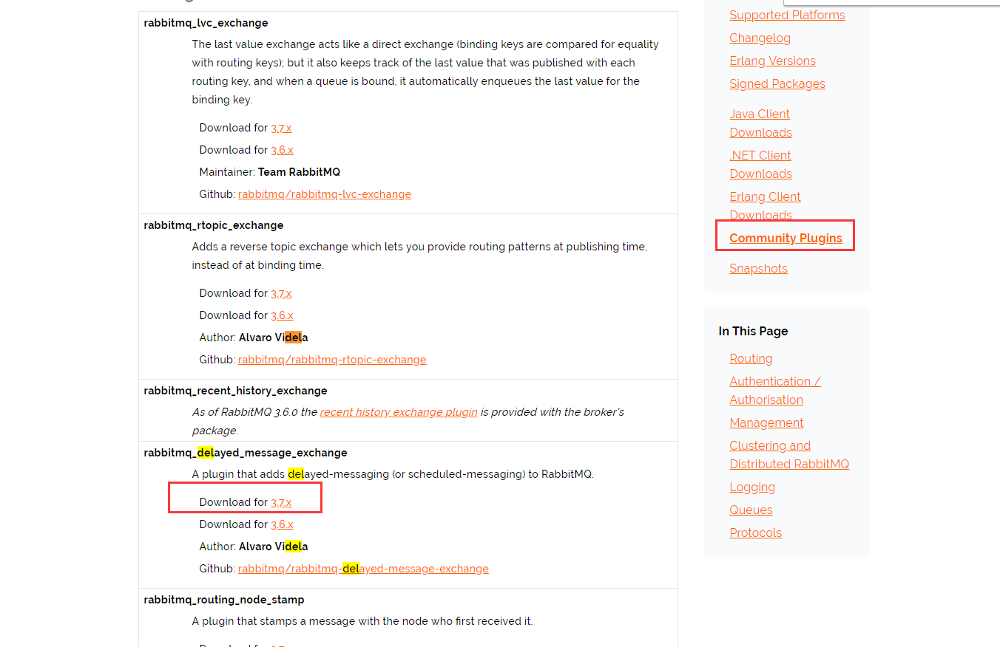 rabbitmq_lvc_exchange
The last value exchange acts like a direct exchange (binding keys are compared for equality
with routing keys); but it also keeps track of the last value that was published with each
routing key, and when a queue is bound, it automatically enqueues the last value for the
binding key.
Download for 3.7.x
Download for 3.6.x
Maintainer: Team RabbitMQ
Github: rabbitmq/rabbitmq-lvc-exchange
rabbitmq_rtopic_exchange
Adds a reverse topic exchange which lets you provide routing patterns at publishing time,
instead of at binding time.
Download for 3.7.x
Download for 3.6.x
Author: Alvaro Videla
Github: rabbitmq/rabbitmq-rtopic-exchange
rabbitmq_recent_history_exchange
As of RabbitMQ 3.6.0 the recent history exchange plugin is provided with the broker's
package.
rabbitmq_delayed_message_exchange
A plugin that adds delayed-messaging (or scheduled-messaging) to RabbitMQ.
Download for 3.7.x
Download for 3.6.x
Author: Alvaro Videla
Github: rabbitmq/rabbitmq-delayed-message-exchange
rabbitmq_routing_node_stamp
A plugin that stamps a message with the node who first received it.
Supported Platforms
Changelog
Erlang Versions
Signed Packages
Java Client
Downloads
.NET Client
Downloads
Erlang Client
Downloads
Community Plugins
Snapshots
In This Page
Routing
Authentication /
Authorisation
Management
Clustering and
Distributed RabbitMQ
Logging
Queues
Protocols